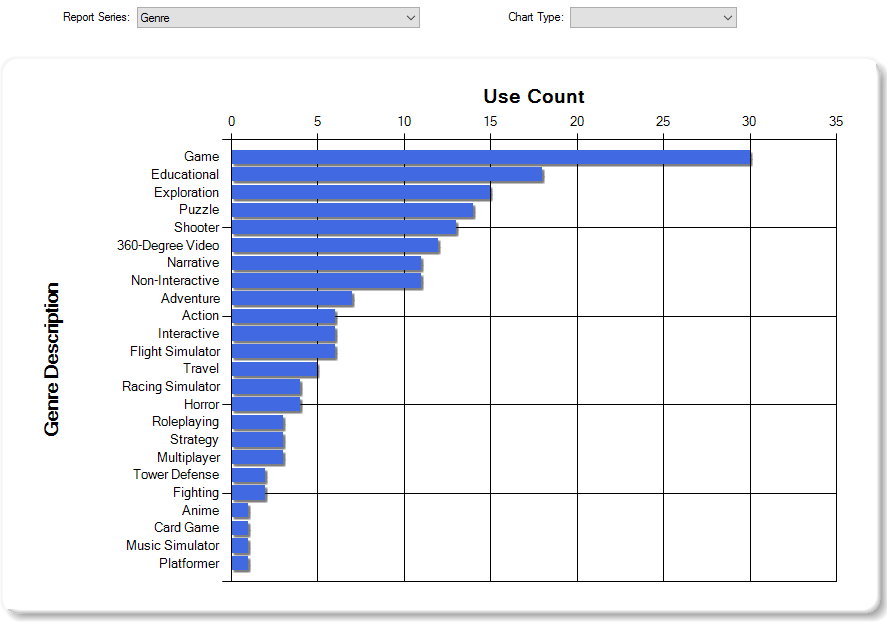 Report Series: Genre Chart Type:
Use Count
0 5 10 15 20 25 30 35
Game
Educational
Exploration
Puzzle
Shooter
360-Degree Video
Narrative
Non-Interactive
Adventure
Action
Interactive
Flight Simulator
Travel
Racing Simulator
Horror
Roleplaying
Strategy
Multiplayer
Tower Defense
Fighting
Anime
Card Game
Music Simulator
Platformer
Genre Description